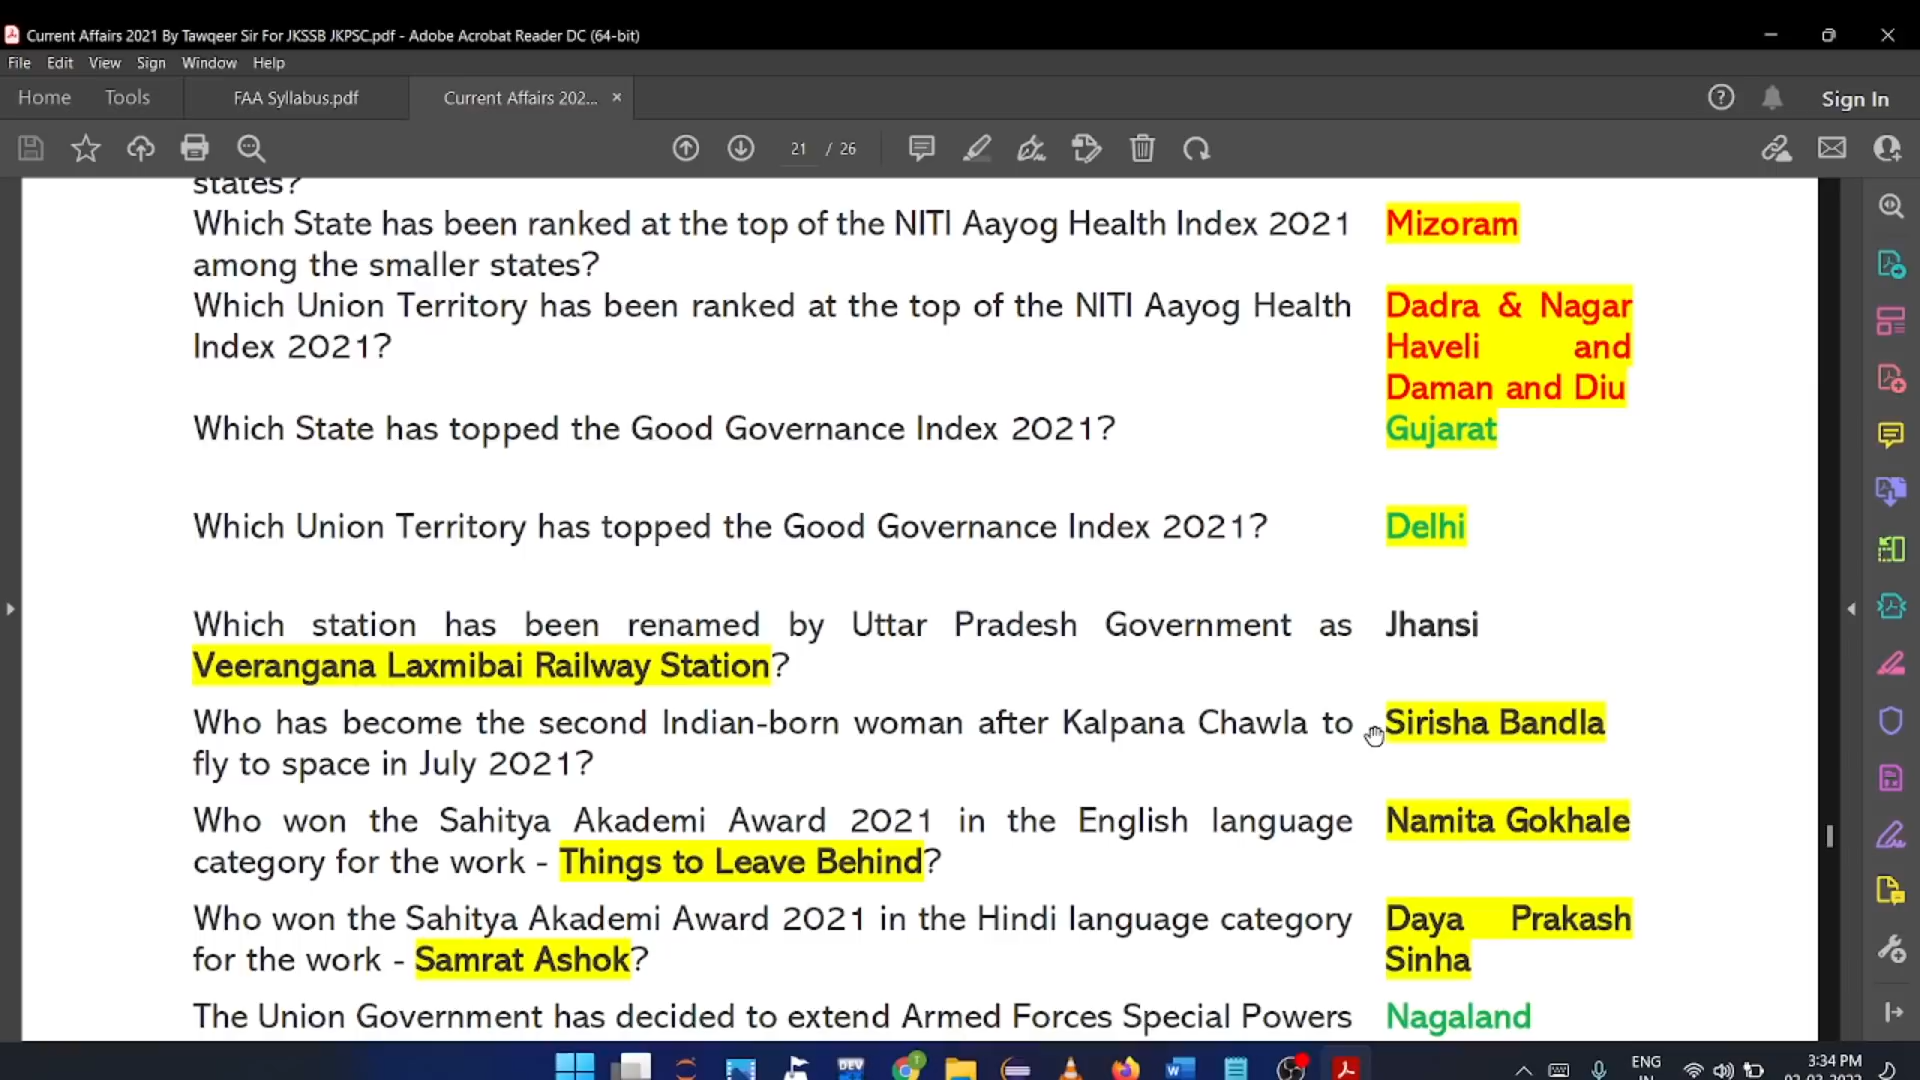 Current Affairs 2021 By Tawqeer Sir For JKSSB JKPSC.pdf - Adobe Acrobat Reader DC (64-bit)
File Edit View Sign Window Help
Home Tools FAA Syllabus.pdf Current Affairs 202... × Sign In
21 / 26
states?
Which State has been ranked at the top of the NITI Aayog Health Index 2021 Mizoram
among the smaller states?
Which Union Territory has been ranked at the top of the NITI Aayog Health Dadra & Nagar
Index 2021? Haveli and
Daman and Diu
Which State has topped the Good Governance Index 2021? Gujarat
Which Union Territory has topped the Good Governance Index 2021? Delhi
Which station has been renamed by Uttar Pradesh Government as Jhansi
Veerangana Laxmibai Railway Station?
Who has become the second Indian-born woman after Kalpana Chawla to Sirisha Bandla
fly to space in July 2021?
Who won the Sahitya Akademi Award 2021 in the English language Namita Gokhale
category for the work - Things to Leave Behind?
Who won the Sahitya Akademi Award 2021 in the Hindi language category Daya Prakash
for the work - Samrat Ashok? Sinha
The Union Government has decided to extend Armed Forces Special Powers Nagaland
DEV ENG 3:34 PM
IN